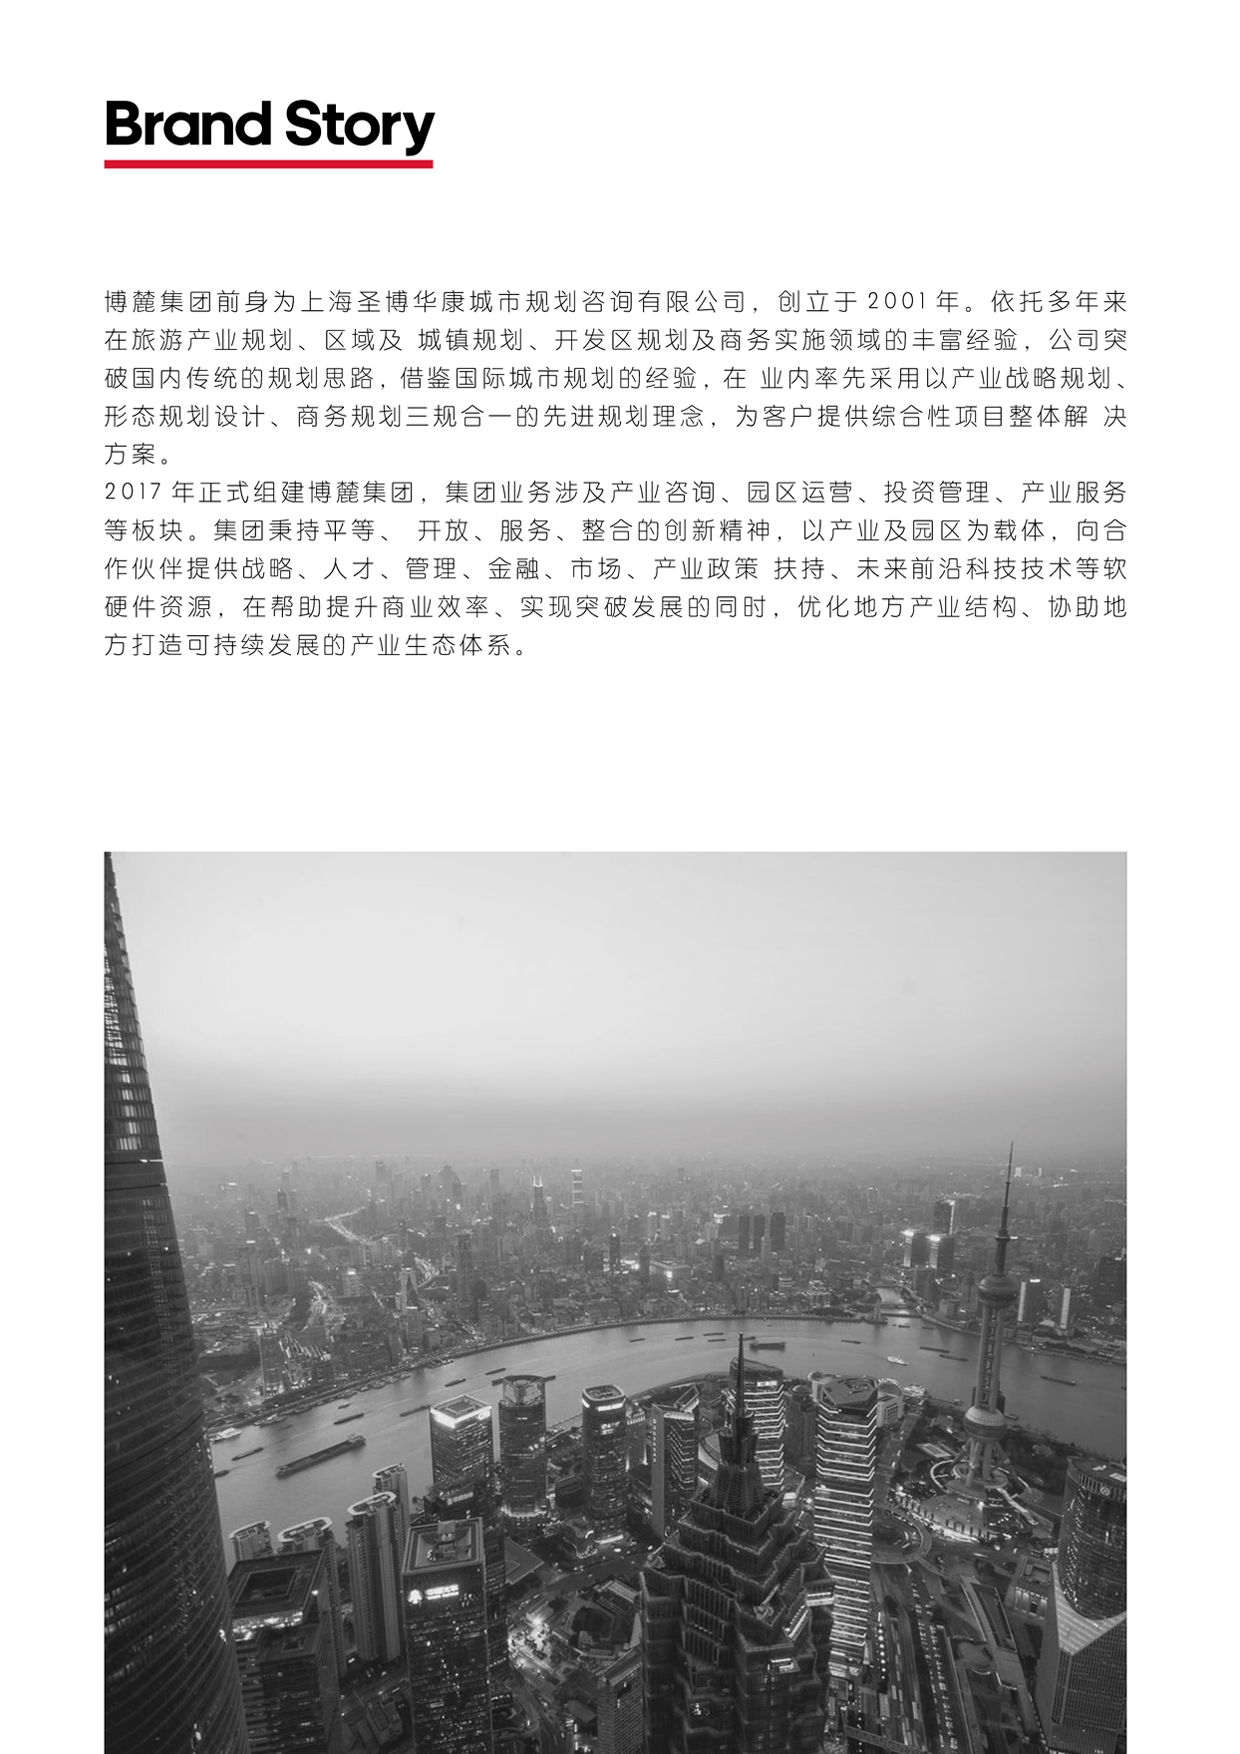 Brand Story
博麓集团前身为上海圣博华康城市规划咨询有限公司，创立于 2001 年。依托多年来
在旅游产业规划、区域及 城镇规划、开发区规划及商务实施领域的丰富经验，公司突
破国内传统的规划思路，借鉴国际城市规划的经验，在 业内率先采用以产业战略规划、
形态规划设计、商务规划三规合一的先进规划理念，为客户提供综合性项目整体解 决
方案。
2017 年正式组建博麓集团，集团业务涉及产业咨询、园区运营、投资管理、产业服务
等板块。集团秉持平等、 开放、服务、整合的创新精神，以产业及园区为载体，向合
作伙伴提供战略、人才、管理、金融、市场、产业政策 扶持、未来前沿科技技术等软
硬件资源，在帮助提升商业效率、实现突破发展的同时，优化地方产业结构、协助地
方打造可持续发展的产业生态体系。